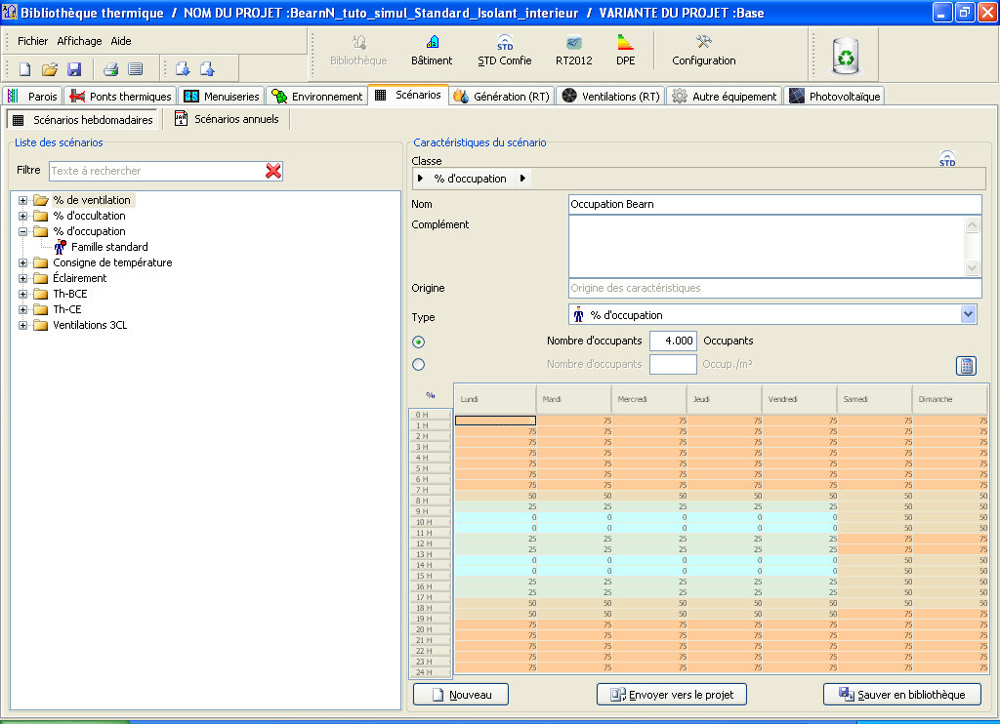 Bibliothèque thermique / NOM DU PROJET :BearnN_tuto_simul_Standard_Isolant_interieur / VARIANTE DU PROJET :Base
Fichier Affichage Aide
Bibliothèque Bâtiment STD STD Comfie RT2012 DPE Configuration
Parois Ponts thermiques Menuiseries Environnement Scénarios Génération (RT) Ventilations (RT) Autre équipement Photovoltaïque
Scénarios hebdomadaires Scénarios annuels
Liste des scénarios
Filtre Texte à rechercher
% de ventilation
% d'occultation
% d'occupation
Famille standard
Consigne de température
Éclairement
Th-BCE
Th-CE
Ventilations 3CL
Caractéristiques du scénario
Classe STD
% d'occupation
Nom Occupation Bearn
Complément
Origine Origine des caractéristiques
Type % d'occupation
Nombre d'occupants 4.000 Occupants
Nombre d'occupants Occup./m²
% Lundi Mardi Mercredi Jeudi Vendredi Samedi Dimanche
0 H 75 75 75 75 75 75
1 H 75 75 75 75 75 75 75
2 H 75 75 75 75 75 75 75
3 H 75 75 75 75 75 75 75
4 H 75 75 75 75 75 75 75
5 H 75 75 75 75 75 75 75
6 H 75 75 75 75 75 75 75
7 H 50 50 50 50 50 50 50
8 H 25 25 25 25 25 50 50
9 H 0 0 0 0 0 50 50
10 H 0 0 0 0 0 50 50
11 H 25 25 25 25 25 75 75
12 H 25 25 25 25 25 75 75
13 H 0 0 0 0 0 50 50
14 H 0 0 0 0 0 50 50
15 H 25 25 25 25 25 50 50
16 H 25 25 25 25 25 50 50
17 H 50 50 50 50 50 50 50
18 H 50 50 50 50 50 75 75
19 H 75 75 75 75 75 75 75
20 H 75 75 75 75 75 75 75
21 H 75 75 75 75 75 75 75
22 H 75 75 75 75 75 75 75
23 H 75 75 75 75 75 75 75
24 H
Nouveau Envoyer vers le projet Sauver en bibliothèque